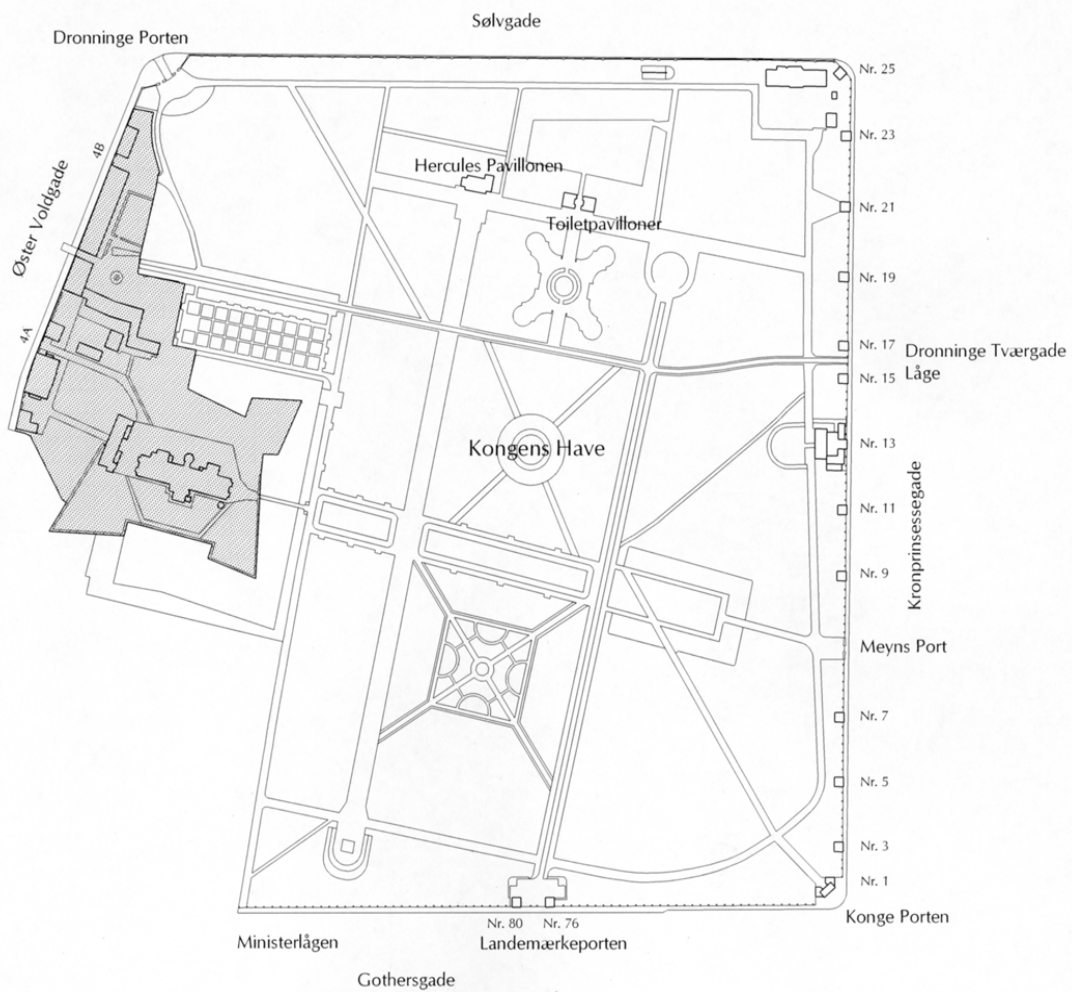 Sølvgade
Dronninge Porten
Nr. 25
Nr. 23
4B
Hercules Pavillonen
Øster Voldgade
Nr. 21
Toiletpavilloner
Nr. 19
4A
Nr. 17
Dronninge Tværgade
Låge
Nr. 15
Kongens Have
Nr. 13
Kronprinsessegade
Nr. 11
Nr. 9
Meyns Port
Nr. 7
Nr. 5
Nr. 3
Nr. 1
Konge Porten
Nr. 80
Nr. 76
Ministerlågen
Landemærkeporten
Gothersgade